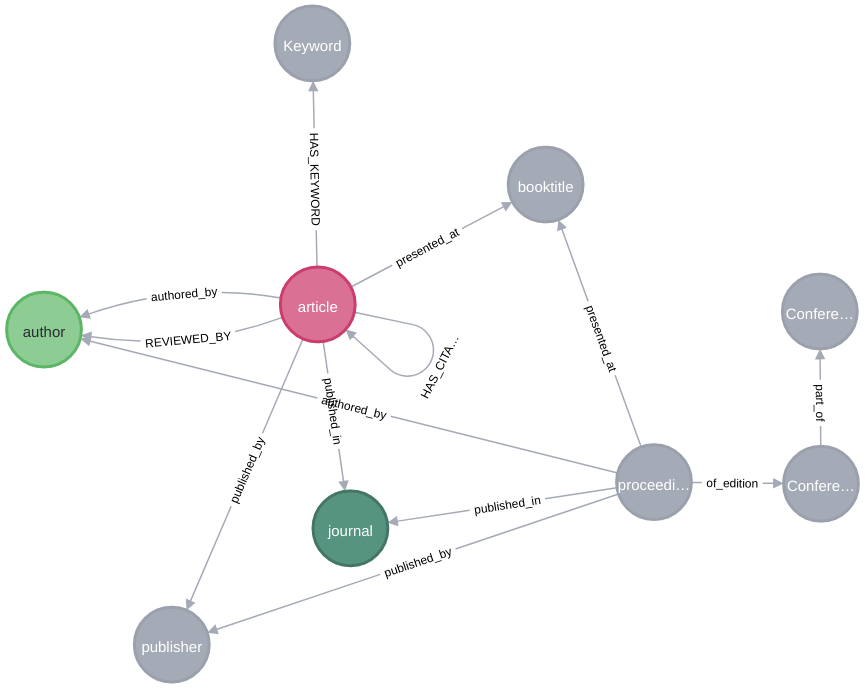 Keyword
HAS_KEYWORD
booktitle
presented_at
authored_by
article
author
REVIEWED_BY
HAS_CITA...
presented_at
Confere...
published_in
authored_by
part_of
published_by
proceedi...
of_edition
Confere...
published_in
journal
published_by
publisher